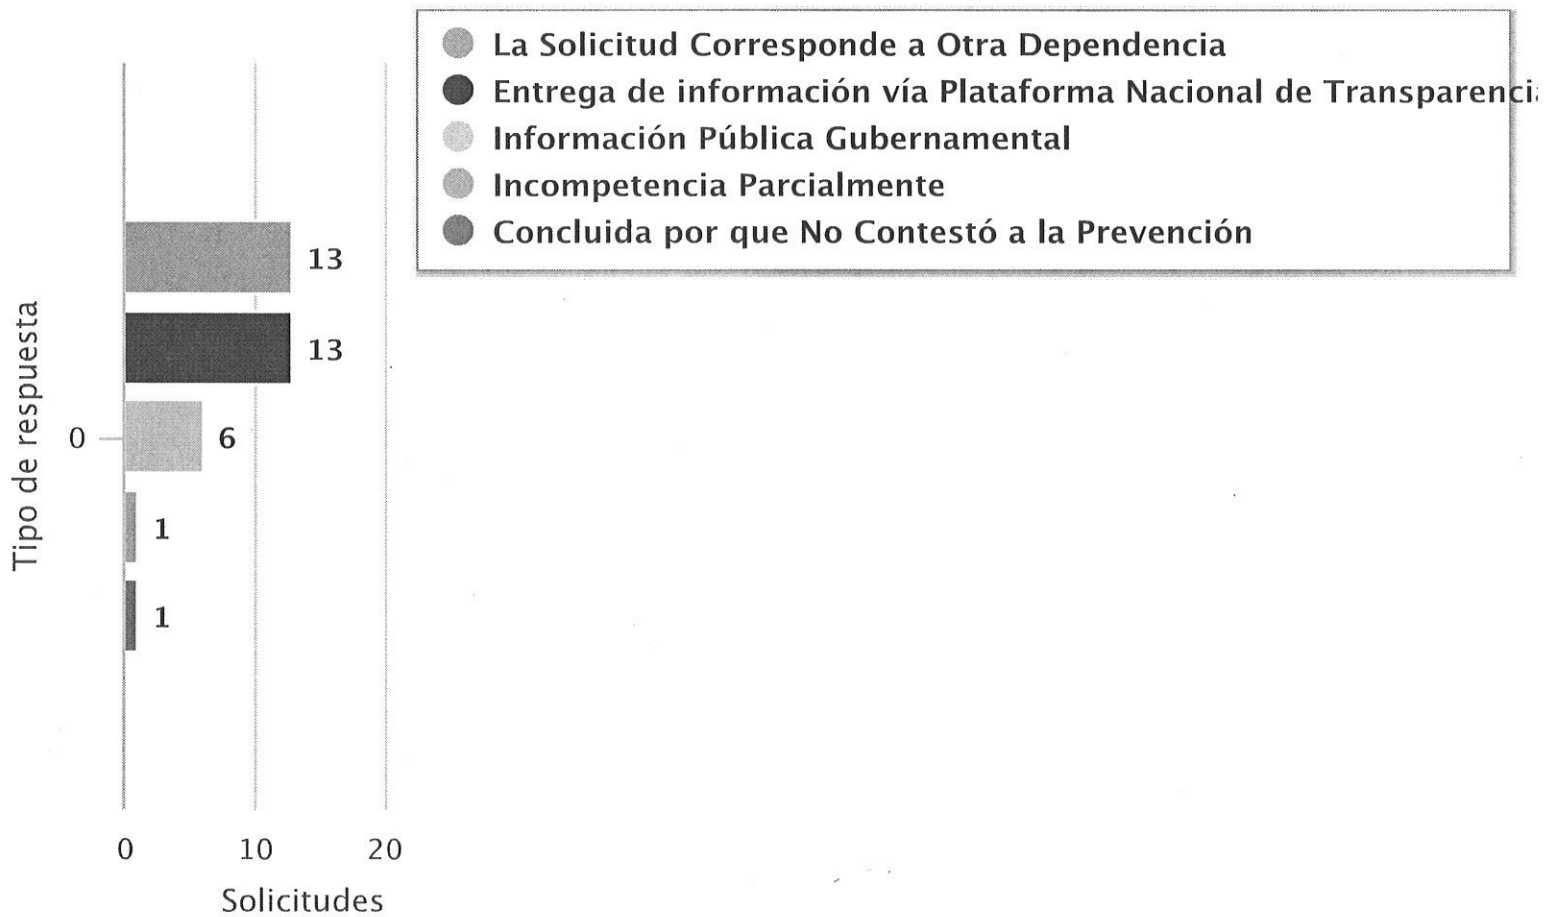 La Solicitud Corresponde a Otra Dependencia
Entrega de información vía Plataforma Nacional de Transparenci
Información Pública Gubernamental
Incompetencia Parcialmente
Concluida por que No Contestó a la Prevención
Tipo de respuesta
13
13
0
6
1
1
0 10 20
Solicitudes